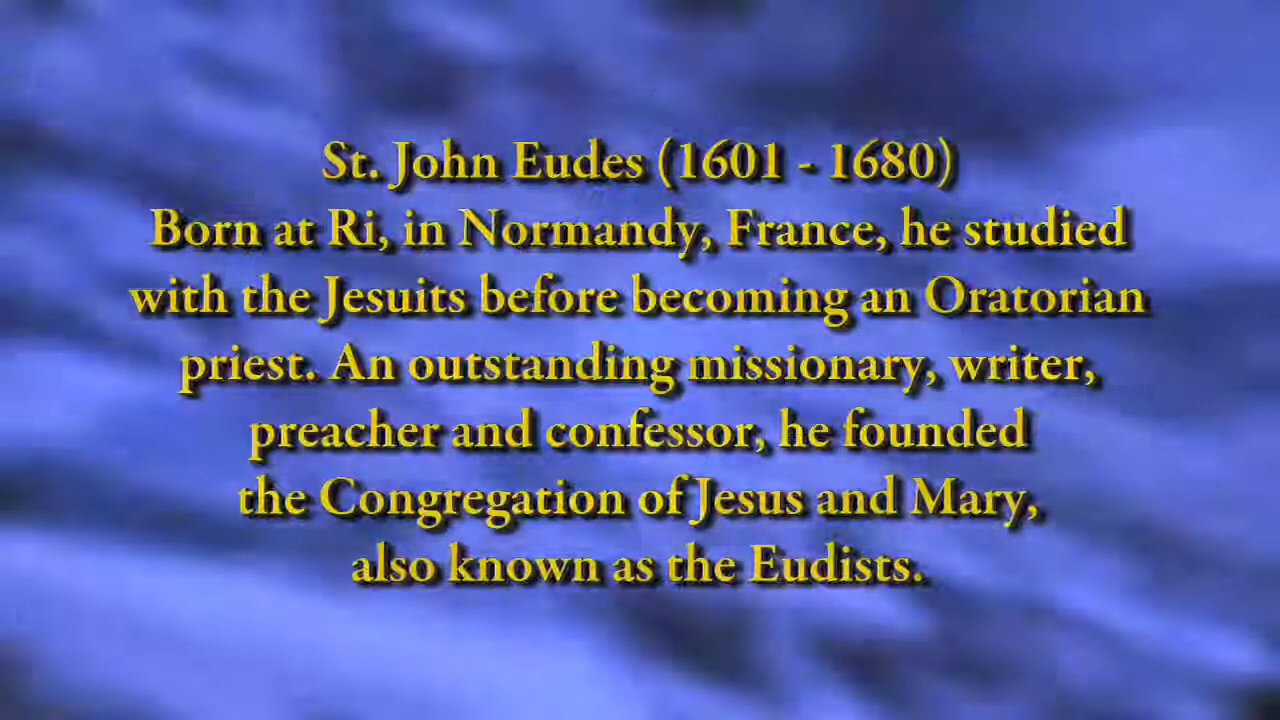 St. John Eudes (1601 - 1680)
Born at Ri, in Normandy, France, he studied
with the Jesuits before becoming an Oratorian
priest. An outstanding missionary, writer,
preacher and confessor, he founded
the Congregation of Jesus and Mary,
also known as the Eudists.